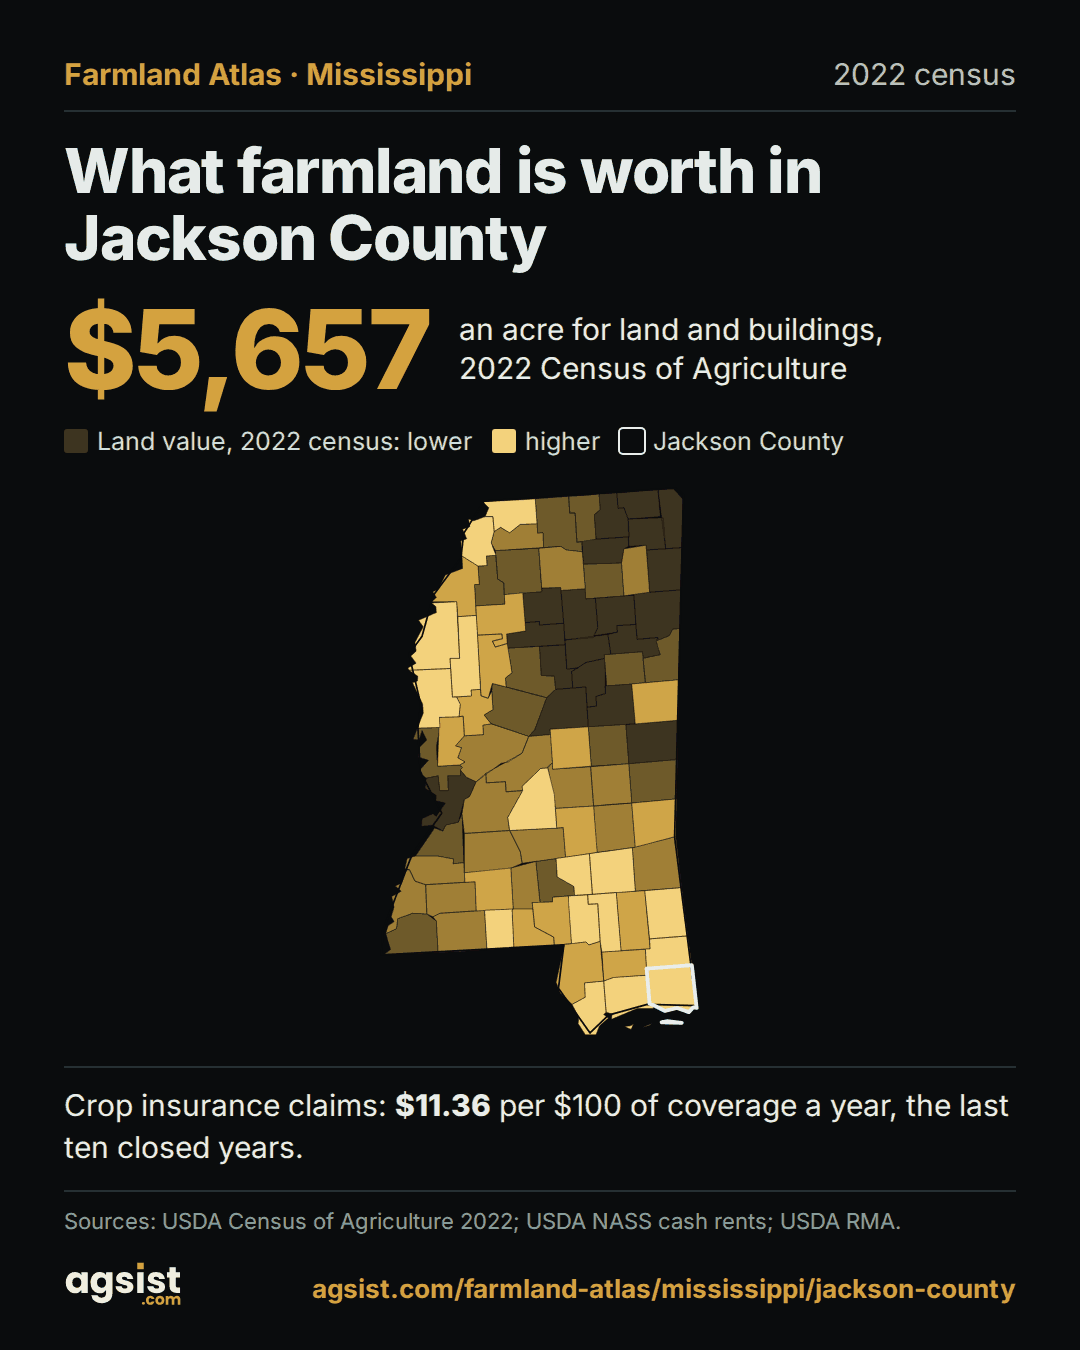 Farmland Atlas · Mississippi
2022 census
What farmland is worth in
Jackson County
$5,657
an acre for land and buildings,
2022 Census of Agriculture
Land value, 2022 census: lower
higher
Jackson County
Crop insurance claims: $11.36 per $100 of coverage a year, the last
ten closed years.
Sources: USDA Census of Agriculture 2022; USDA NASS cash rents; USDA RMA.
agsist
.com
agsist.com/farmland-atlas/mississippi/jackson-county